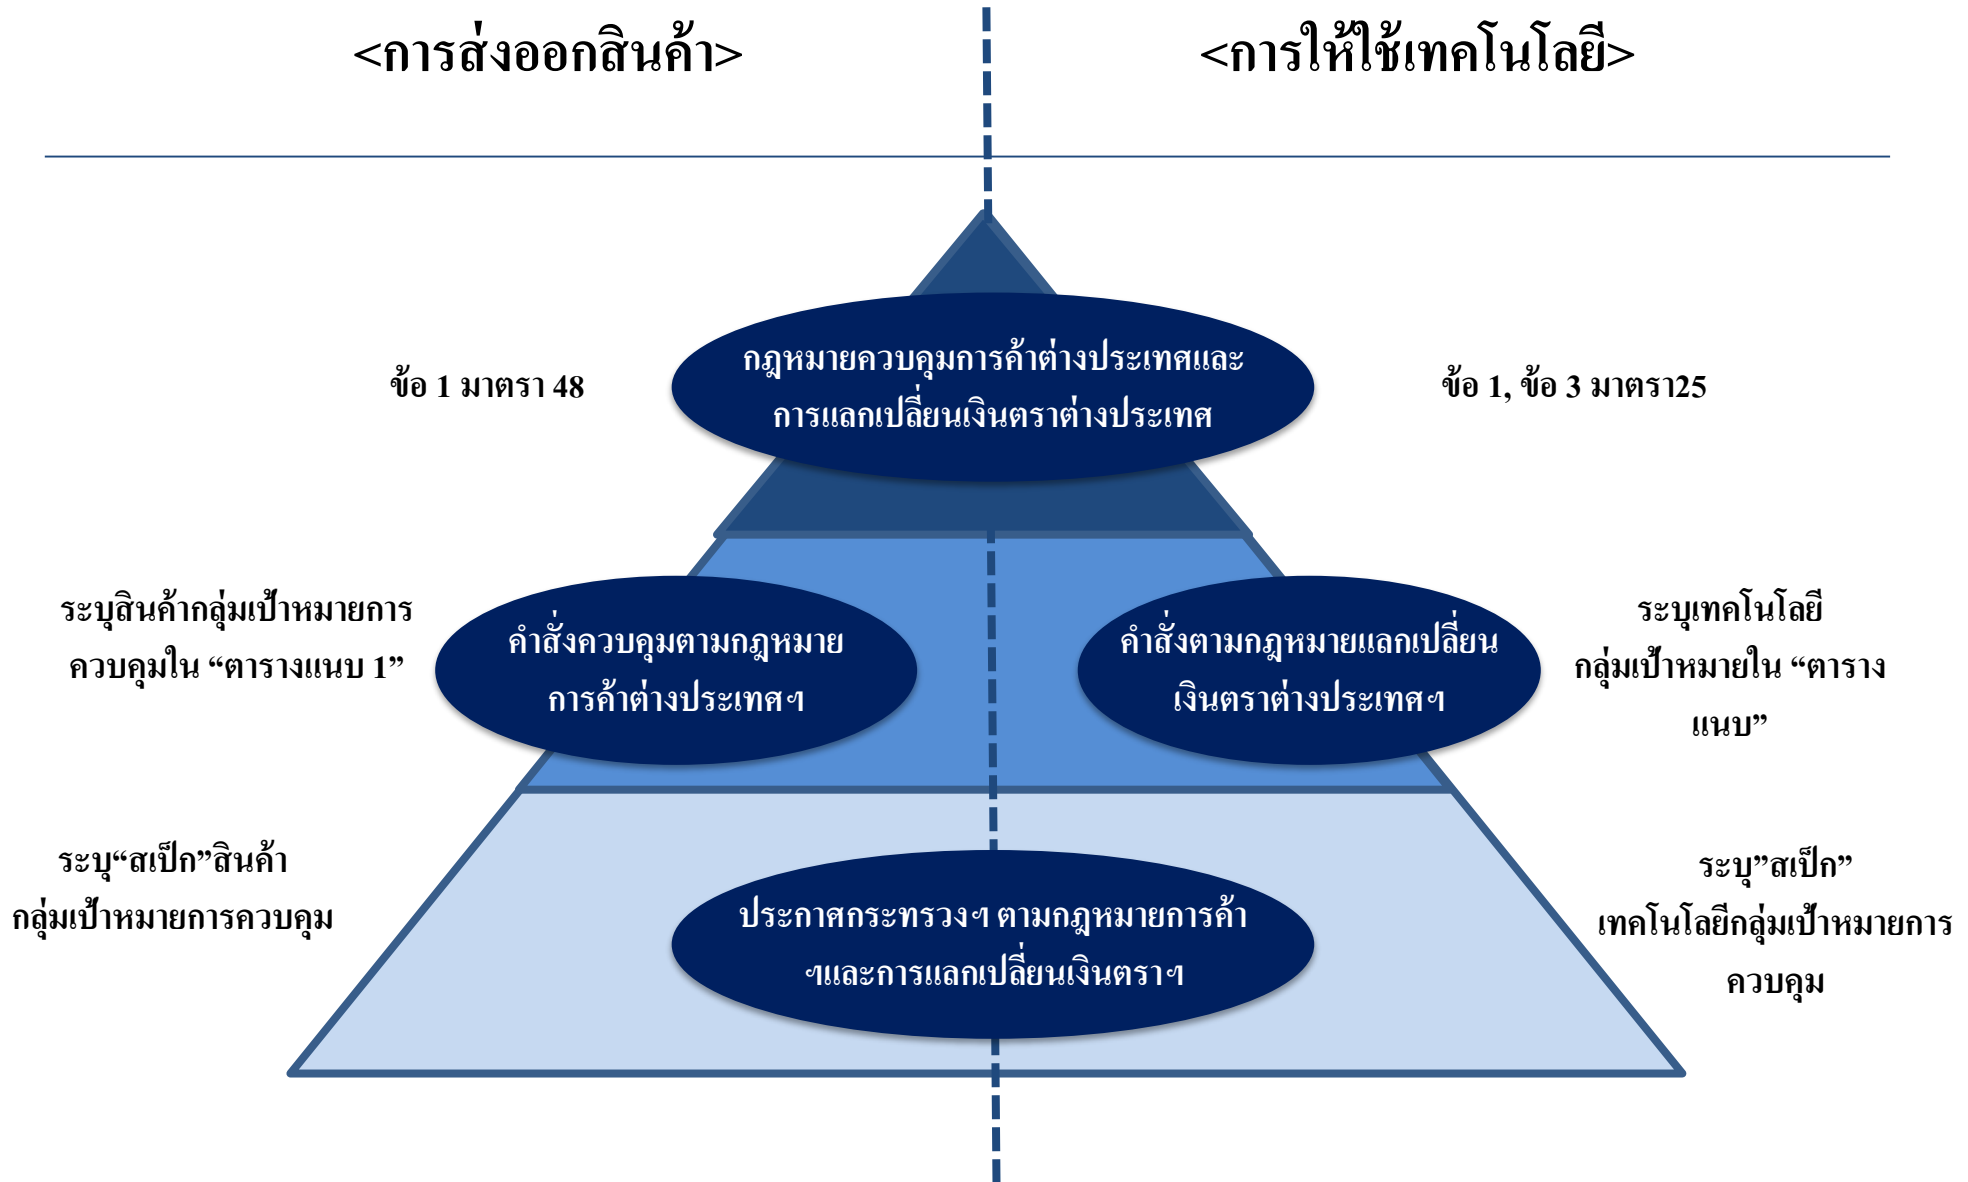 <การส่งออกสินค้า>
<การให้ใช้เทคโนโลยี>
ข้อ 1 มาตรา 48
กฎหมายควบคุมการค้าต่างประเทศและ
การแลกเปลี่ยนเงินตราต่างประเทศ
ข้อ 1, ข้อ 3 มาตรา25
ระบุสินค้ากลุ่มเป้าหมายการ
ควบคุมใน “ตารางแนบ 1”
คำสั่งควบคุมตามกฎหมาย
การค้าต่างประเทศฯ
คำสั่งตามกฎหมายแลกเปลี่ยน
เงินตราต่างประเทศฯ
ระบุเทคโนโลยี
กลุ่มเป้าหมายใน “ตาราง
แนบ”
ระบุ“สเป็ก”สินค้า
กลุ่มเป้าหมายการควบคุม
ประกาศกระทรวงฯ ตามกฎหมายการค้า
ฯและการแลกเปลี่ยนเงินตราฯ
ระบุ”สเป็ก”
เทคโนโลยีกลุ่มเป้าหมายการ
ควบคุม